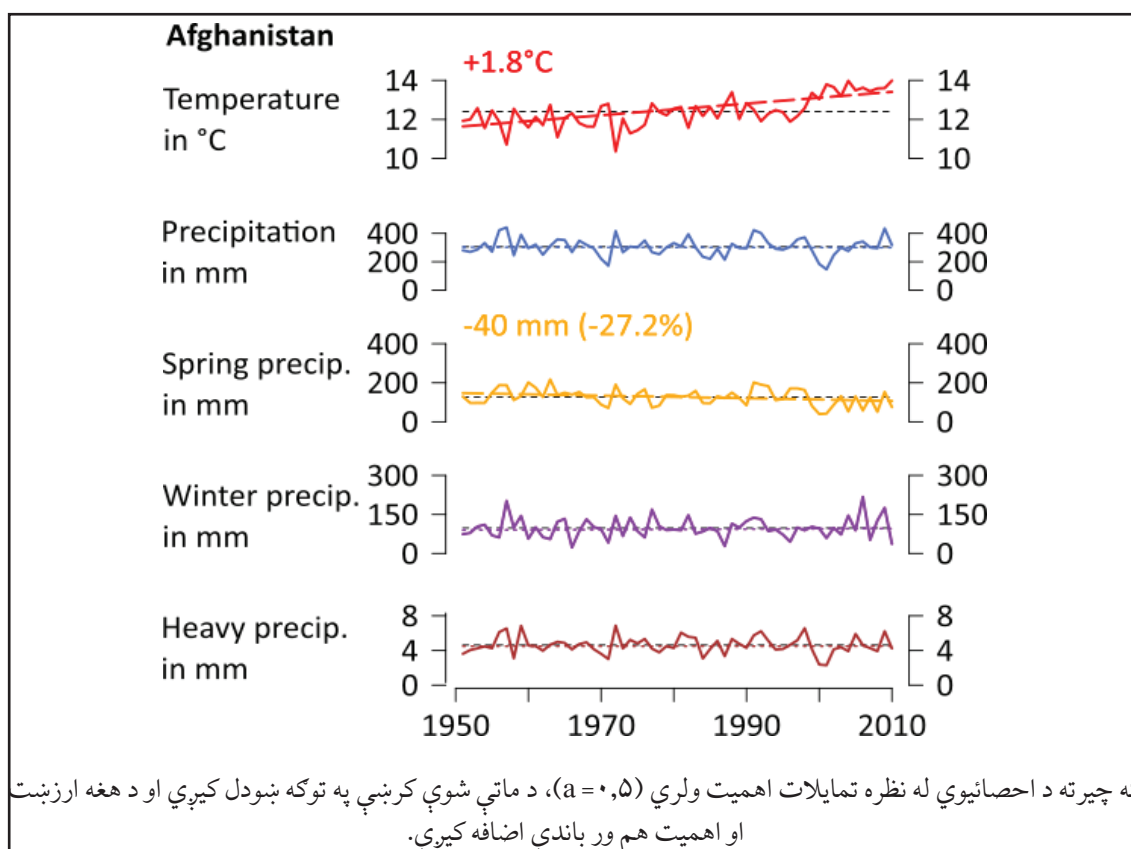 Afghanistan
+1.8°C
Temperature
in °C
14
12
10
14
12
10
Precipitation
in mm
400
200
0
400
200
0
-40 mm (-27.2%)
Spring precip.
in mm
400
200
0
400
200
0
Winter precip.
in mm
300
150
0
300
150
0
Heavy precip.
in mm
8
4
0
8
4
0
1950 1970 1990 2010
ه چیرته د احصائیوي له نظره تمایلات اهمیت ولري (a =۰,۵)، د ماتې شوې کرښې په توګه ښودل کیږي او د هغه ارزښت
او اهمیت هم ور باندي اضافه کیږي.